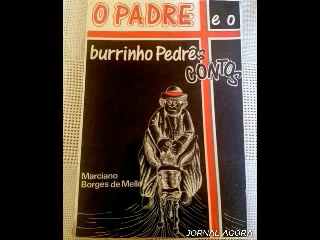 O PADRE e o
burrinho Pedrês
CONTOS
Marciano
Borges de Mello
JORNAL AGORA